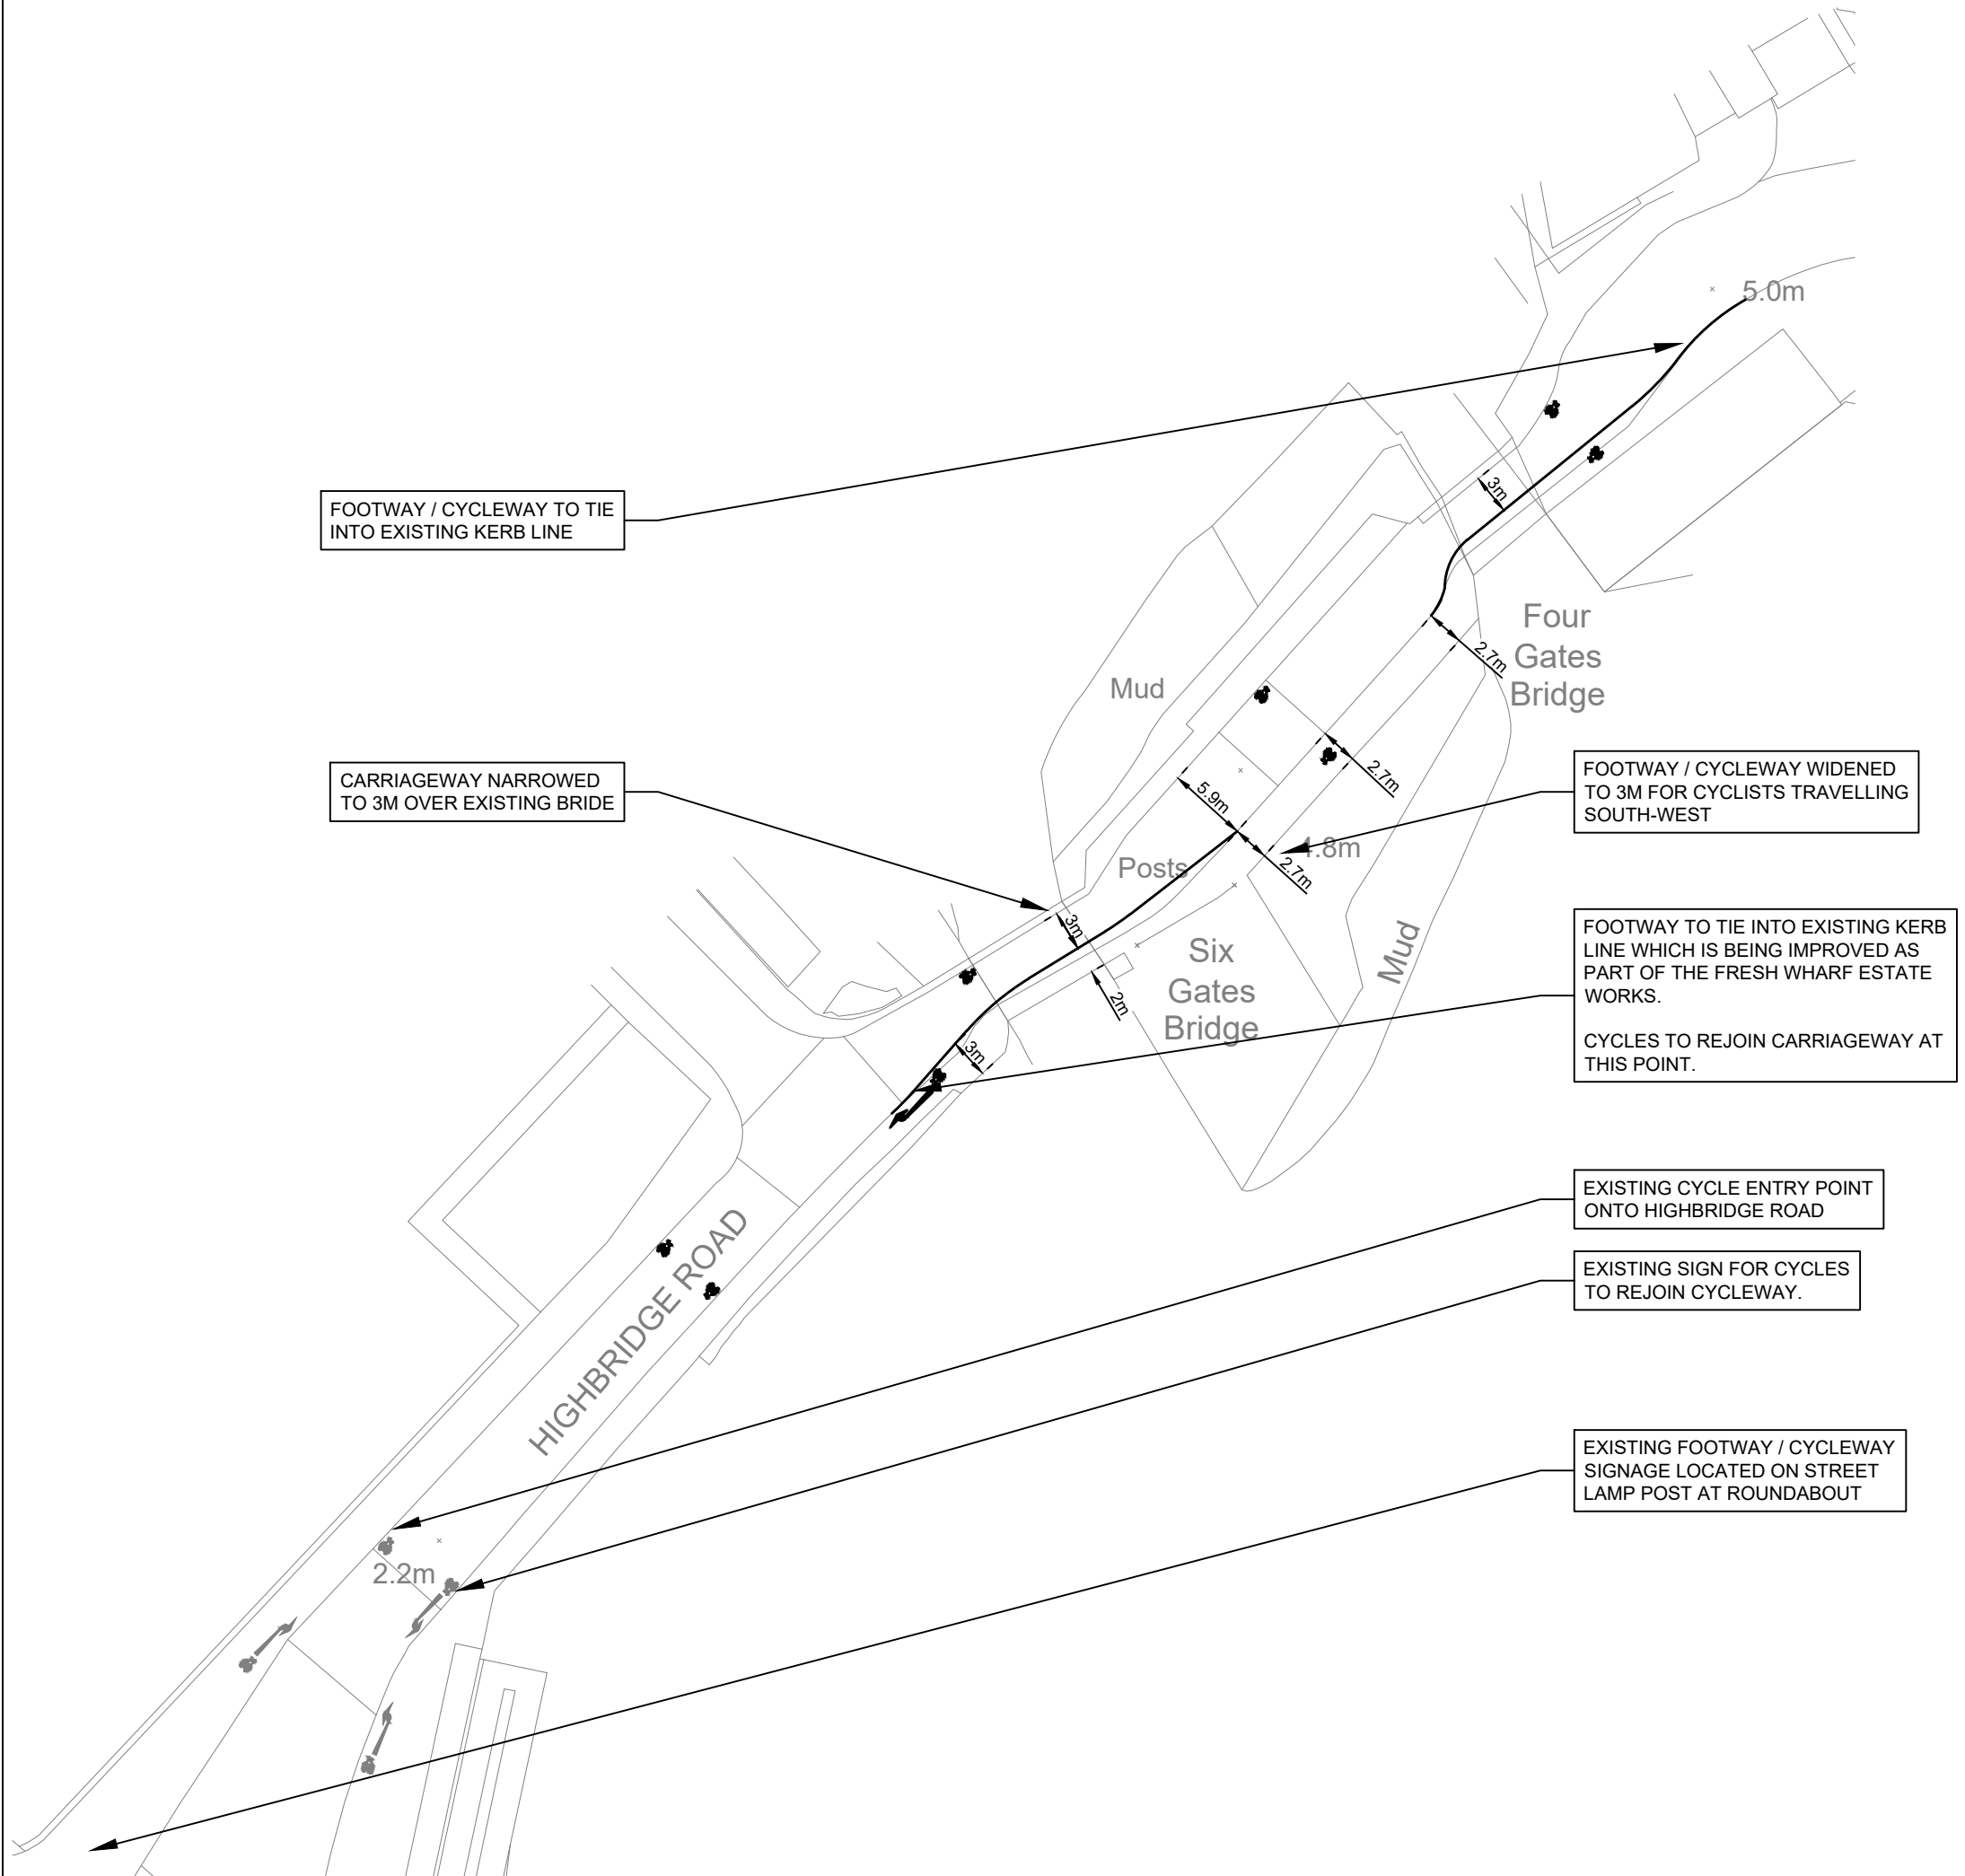 5.0m
FOOTWAY / CYCLEWAY TO TIE
INTO EXISTING KERB LINE
3m
Four
Gates
Bridge
2.7m
Mud
2.7m
CARRIAGEWAY NARROWED
TO 3M OVER EXISTING BRIDE
5.9m
FOOTWAY / CYCLEWAY WIDENED
TO 3M FOR CYCLISTS TRAVELLING
SOUTH-WEST
4.8m
2.7m
Posts
3m
Six
Gates
Bridge
Mud
2m
3m
FOOTWAY TO TIE INTO EXISTING KERB
LINE WHICH IS BEING IMPROVED AS
PART OF THE FRESH WHARF ESTATE
WORKS.
CYCLES TO REJOIN CARRIAGEWAY AT
THIS POINT.
EXISTING CYCLE ENTRY POINT
ONTO HIGHBRIDGE ROAD
EXISTING SIGN FOR CYCLES
TO REJOIN CYCLEWAY.
HIGHBRIDGE ROAD
EXISTING FOOTWAY / CYCLEWAY
SIGNAGE LOCATED ON STREET
LAMP POST AT ROUNDABOUT
2.2m